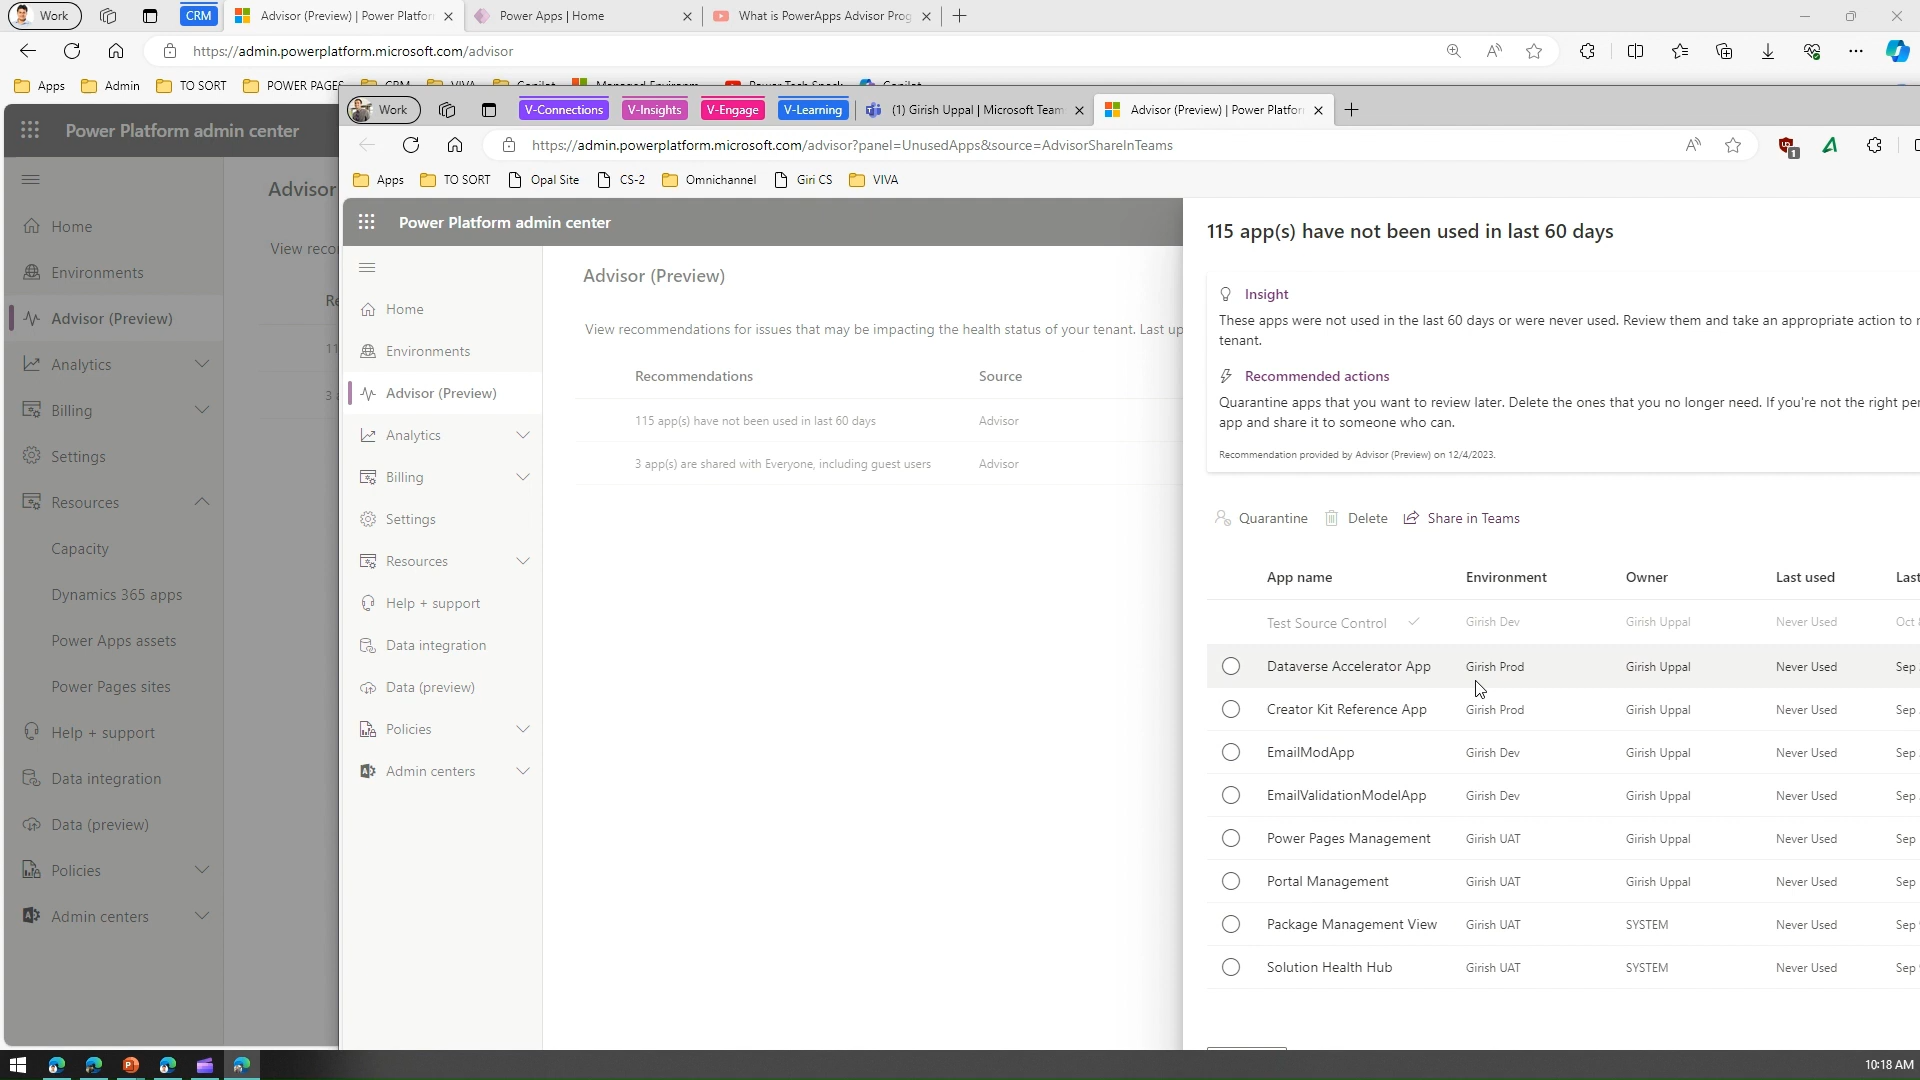 Work
CRM
Advisor (Preview) | Power Platfor
Power Apps | Home
What is PowerApps Advisor Prog
https://admin.powerplatform.microsoft.com/advisor
Apps
Admin
TO SORT
POWER PAGES
Work
V-Connections
V-Insights
V-Engage
V-Learning
(1) Girish Uppal | Microsoft Team
Advisor (Preview) | Power Platfor
https://admin.powerplatform.microsoft.com/advisor?panel=UnusedApps&source=AdvisorShareInTeams
Apps
TO SORT
Opal Site
CS-2
Omnichannel
Giri CS
VIVA
Power Platform admin center
Advisor
View reco
Home
Environments
Advisor (Preview)
Analytics
Billing
Settings
Resources
Capacity
Dynamics 365 apps
Power Apps assets
Power Pages sites
Help + support
Data integration
Data (preview)
Policies
Admin centers
Power Platform admin center
Home
Environments
Advisor (Preview)
Analytics
Billing
Settings
Resources
Help + support
Data integration
Data (preview)
Policies
Admin centers
Advisor (Preview)
View recommendations for issues that may be impacting the health status of your tenant. Last up
Recommendations Source
115 app(s) have not been used in last 60 days Advisor
3 app(s) are shared with Everyone, including guest users Advisor
115 app(s) have not been used in last 60 days
Insight
These apps were not used in the last 60 days or were never used. Review them and take an appropriate action to
tenant.
Recommended actions
Quarantine apps that you want to review later. Delete the ones that you no longer need. If you're not the right per
app and share it to someone who can.
Recommendation provided by Advisor (Preview) on 12/4/2023.
Quarantine Delete Share in Teams
App name Environment Owner Last used Last
Test Source Control Girish Dev Girish Uppal Never Used Oct
Dataverse Accelerator App Girish Prod Girish Uppal Never Used Sep
Creator Kit Reference App Girish Prod Girish Uppal Never Used Sep
EmailModApp Girish Dev Girish Uppal Never Used Sep
EmailValidationModelApp Girish Dev Girish Uppal Never Used Sep
Power Pages Management Girish UAT Girish Uppal Never Used Sep
Portal Management Girish UAT Girish Uppal Never Used Sep
Package Management View Girish UAT SYSTEM Never Used Sep
Solution Health Hub Girish UAT SYSTEM Never Used Sep
10:18 AM